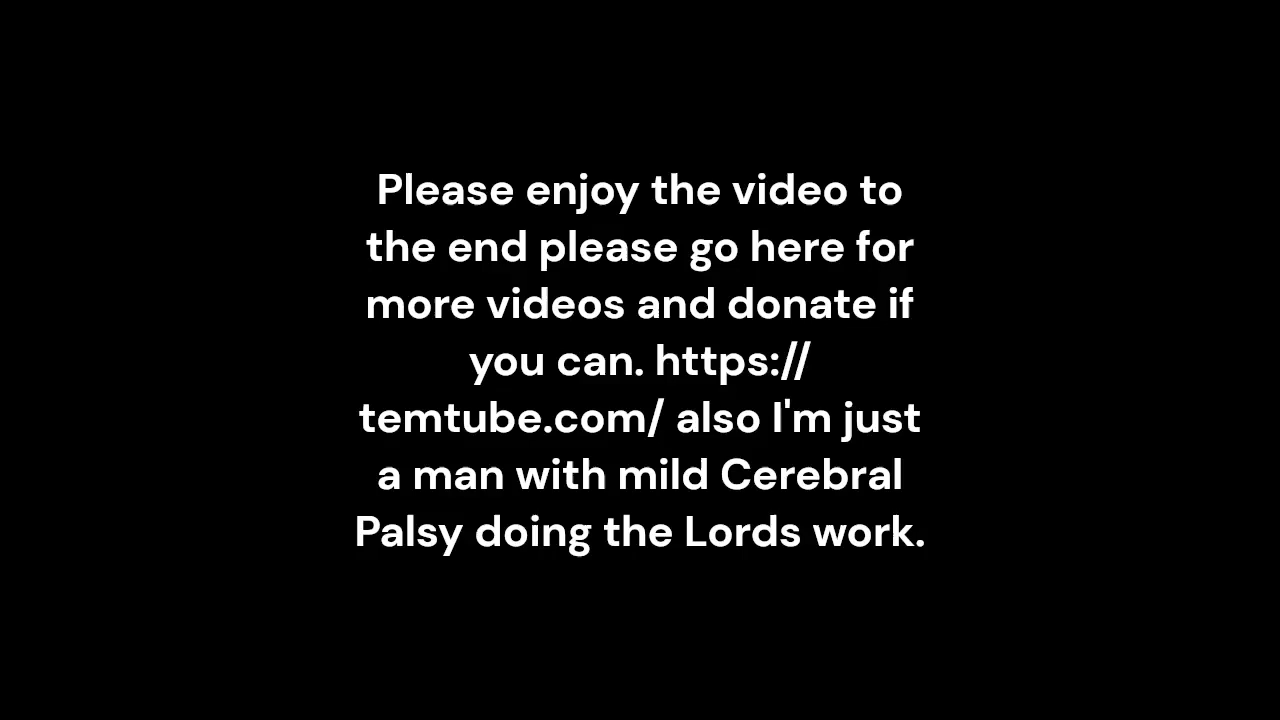 Please enjoy the video to
the end please go here for
more videos and donate if
you can. https://
temtube.com/ also I'm just
a man with mild Cerebral
Palsy doing the Lords work.